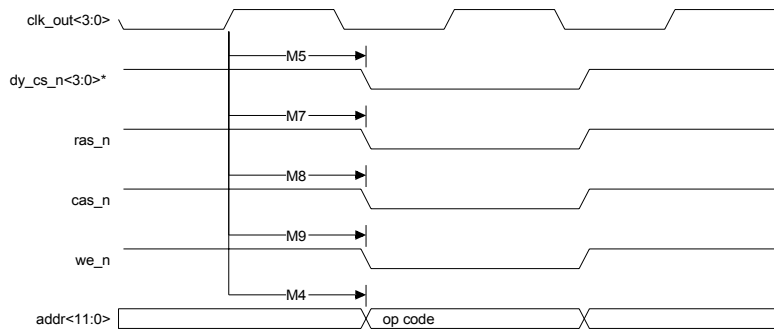 clk_out<3:0>
M5
dy_cs_n<3:0>*
M7
ras_n
M8
cas_n
M9
we_n
M4
addr<11:0>
op code